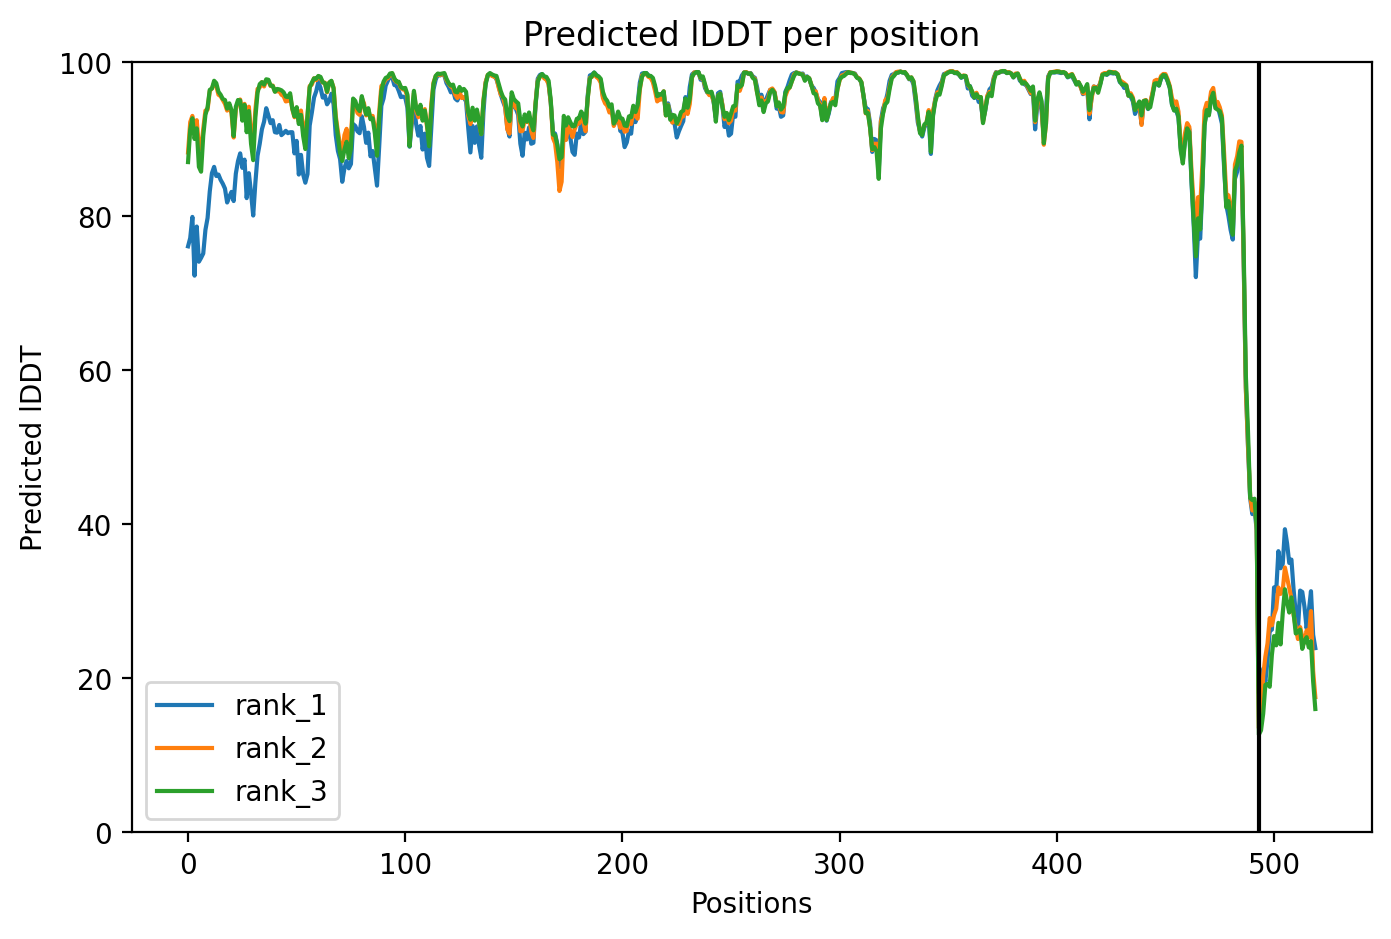 Predicted lDDT per position
Predicted lDDT
100
80
60
40
20
0
rank_1
rank_2
rank_3
0 100 200 300 400 500
Positions